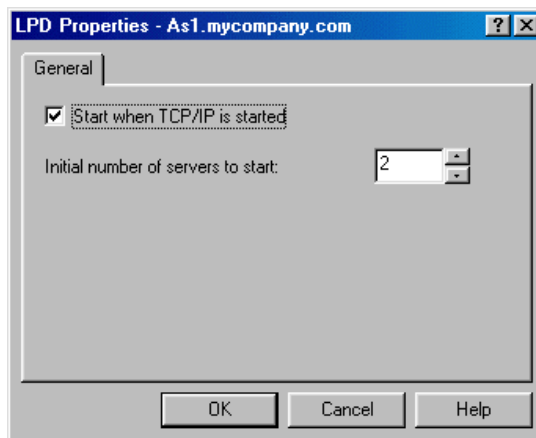 LPD Properties - As1.mycompany.com
General
Start when TCP/IP is started
Initial number of servers to start: 2
OK Cancel Help